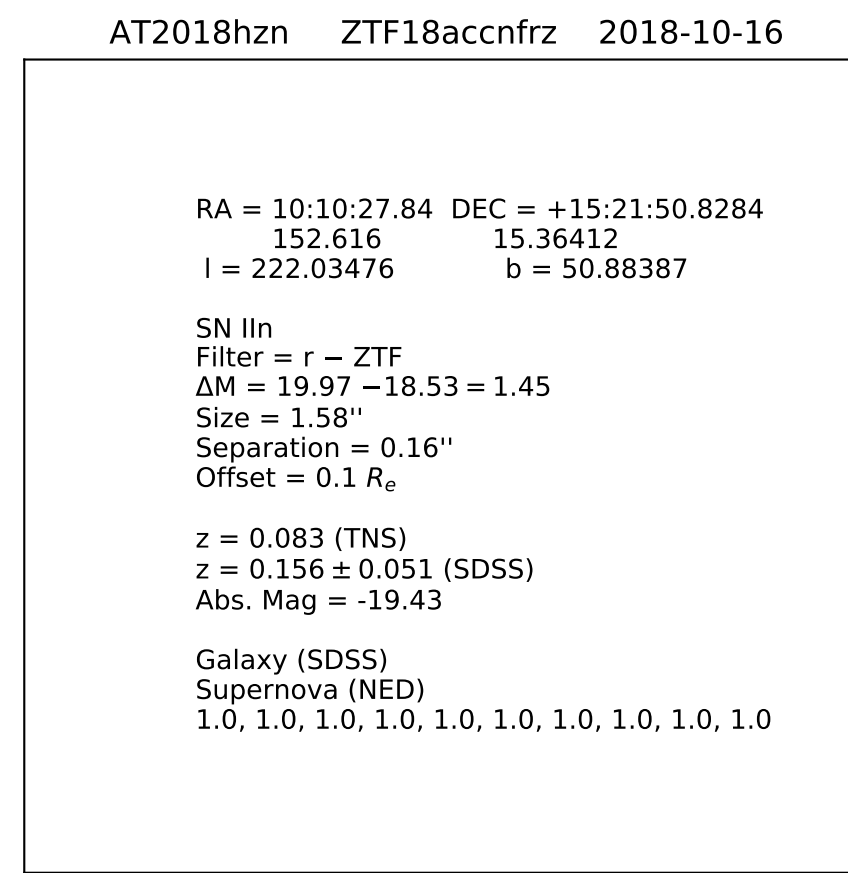 AT2018hzn ZTF18accnfrz 2018-10-16
RA = 10:10:27.84 DEC = +15:21:50.8284
152.616 15.36412
l = 222.03476 b = 50.88387
SN IIn
Filter = r − ZTF
ΔM = 19.97 −18.53 = 1.45
Size = 1.58''
Separation = 0.16''
Offset = 0.1 Rₑ
z = 0.083 (TNS)
z = 0.156 ± 0.051 (SDSS)
Abs. Mag = -19.43
Galaxy (SDSS)
Supernova (NED)
1.0, 1.0, 1.0, 1.0, 1.0, 1.0, 1.0, 1.0, 1.0, 1.0